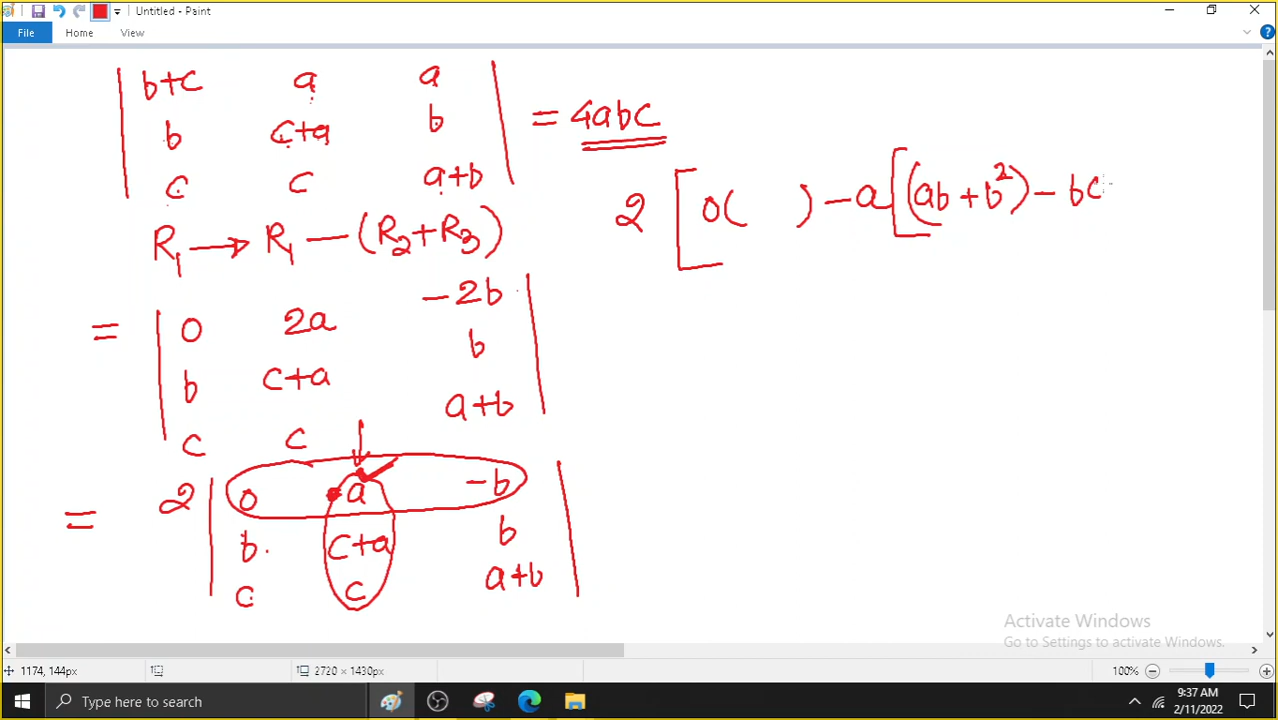 Untitled - Paint
File Home View
b+c a a
b c+a b
c c a+b
= 4abc
R₁ → R₁ — (R₂+R₃)
= 0 2a -2b
b c+a b
c c a+b
= 2 0 a -b
b c+a b
c c a+b
2 [ 0( ) - a [ (ab + b²) - bc
Activate Windows
Go to Settings to activate Windows.
1174, 144px 2720 × 1430px 100%
Type here to search
9:37 AM
2/11/2022